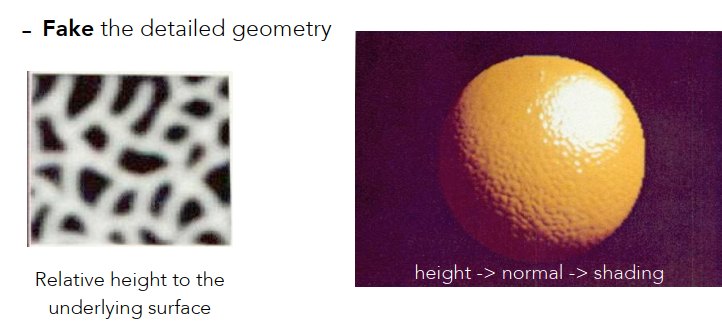 - Fake the detailed geometry
Relative height to the
underlying surface
height -> normal -> shading